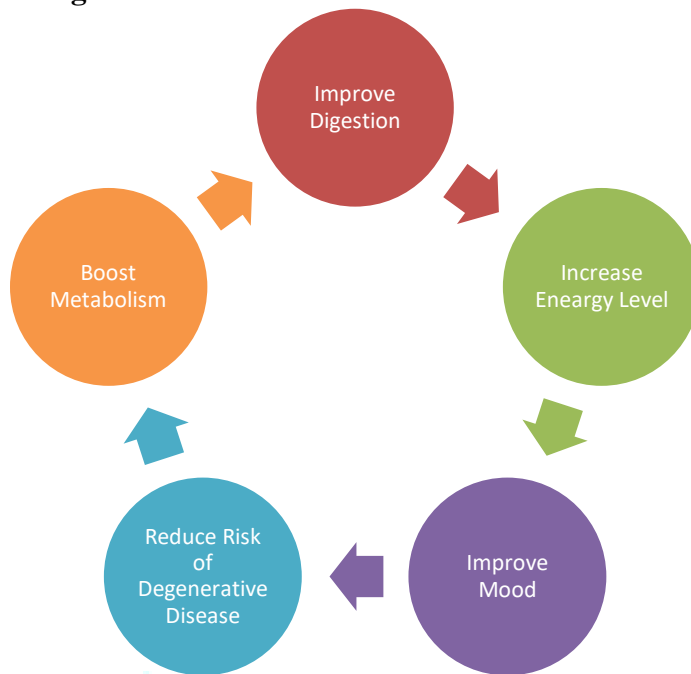 Improve
Digestion
Increase
Eneargy Level
Improve
Mood
Reduce Risk
of
Degenerative
Disease
Boost
Metabolism